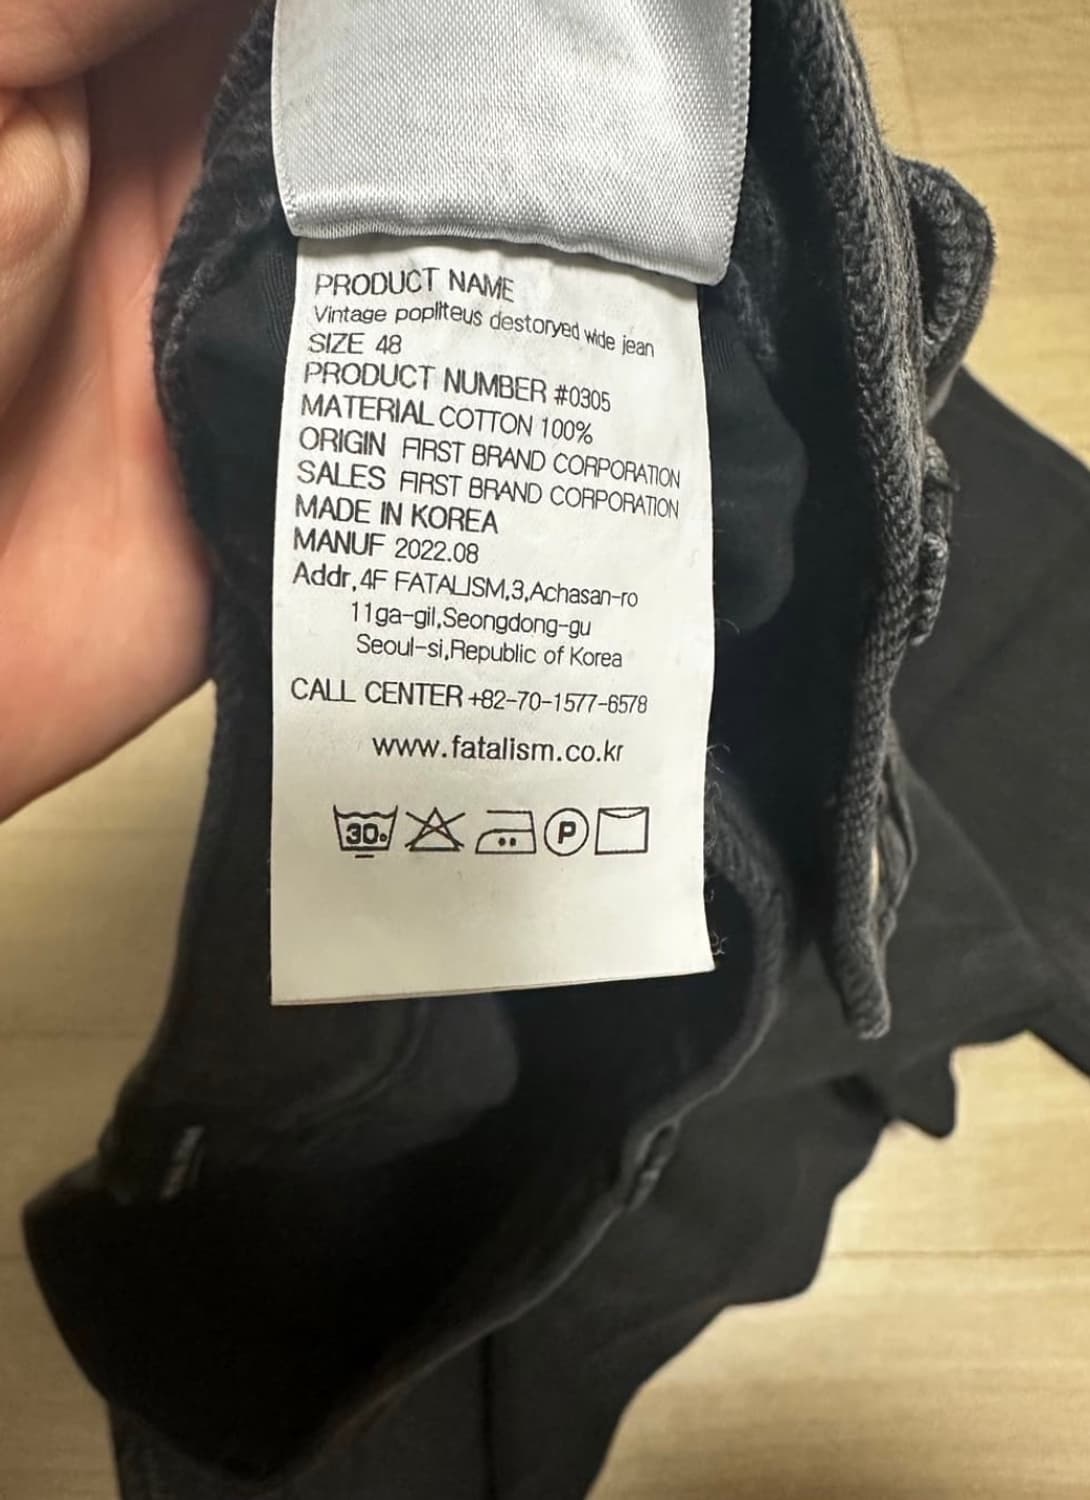 PRODUCT NAME
Vintage popliteus destoryed wide jean
SIZE 48
PRODUCT NUMBER #0305
MATERIAL COTTON 100%
ORIGIN FIRST BRAND CORPORATION
SALES FIRST BRAND CORPORATION
MADE IN KOREA
MANUF 2022.08
Addr,4F FATALISM,3,Achasan-ro
11ga-gil,Seongdong-gu
Seoul-si,Republic of Korea
CALL CENTER +82-70-1577-6578
www.fatalism.co.kr
30. P